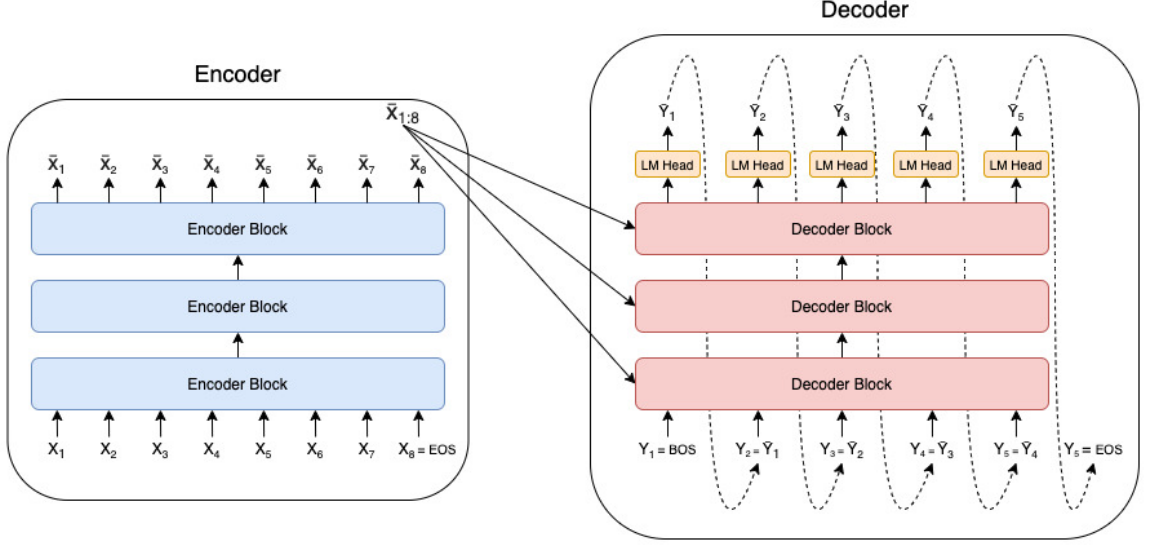 Decoder
Encoder
X̄₁:₈
X̄₁ X̄₂ X̄₃ X̄₄ X̄₅ X̄₆ X̄₇ X̄₈
Encoder Block
Encoder Block
Encoder Block
X₁ X₂ X₃ X₄ X₅ X₆ X₇ X₈ = EOS
Ȳ₁ Ȳ₂ Ȳ₃ Ȳ₄ Ȳ₅
LM Head LM Head LM Head LM Head LM Head
Decoder Block
Decoder Block
Decoder Block
Y₁ = BOS Y₂ = Ȳ₁ Y₃ = Ȳ₂ Y₄ = Ȳ₃ Y₅ = Ȳ₄ Y₅ = EOS